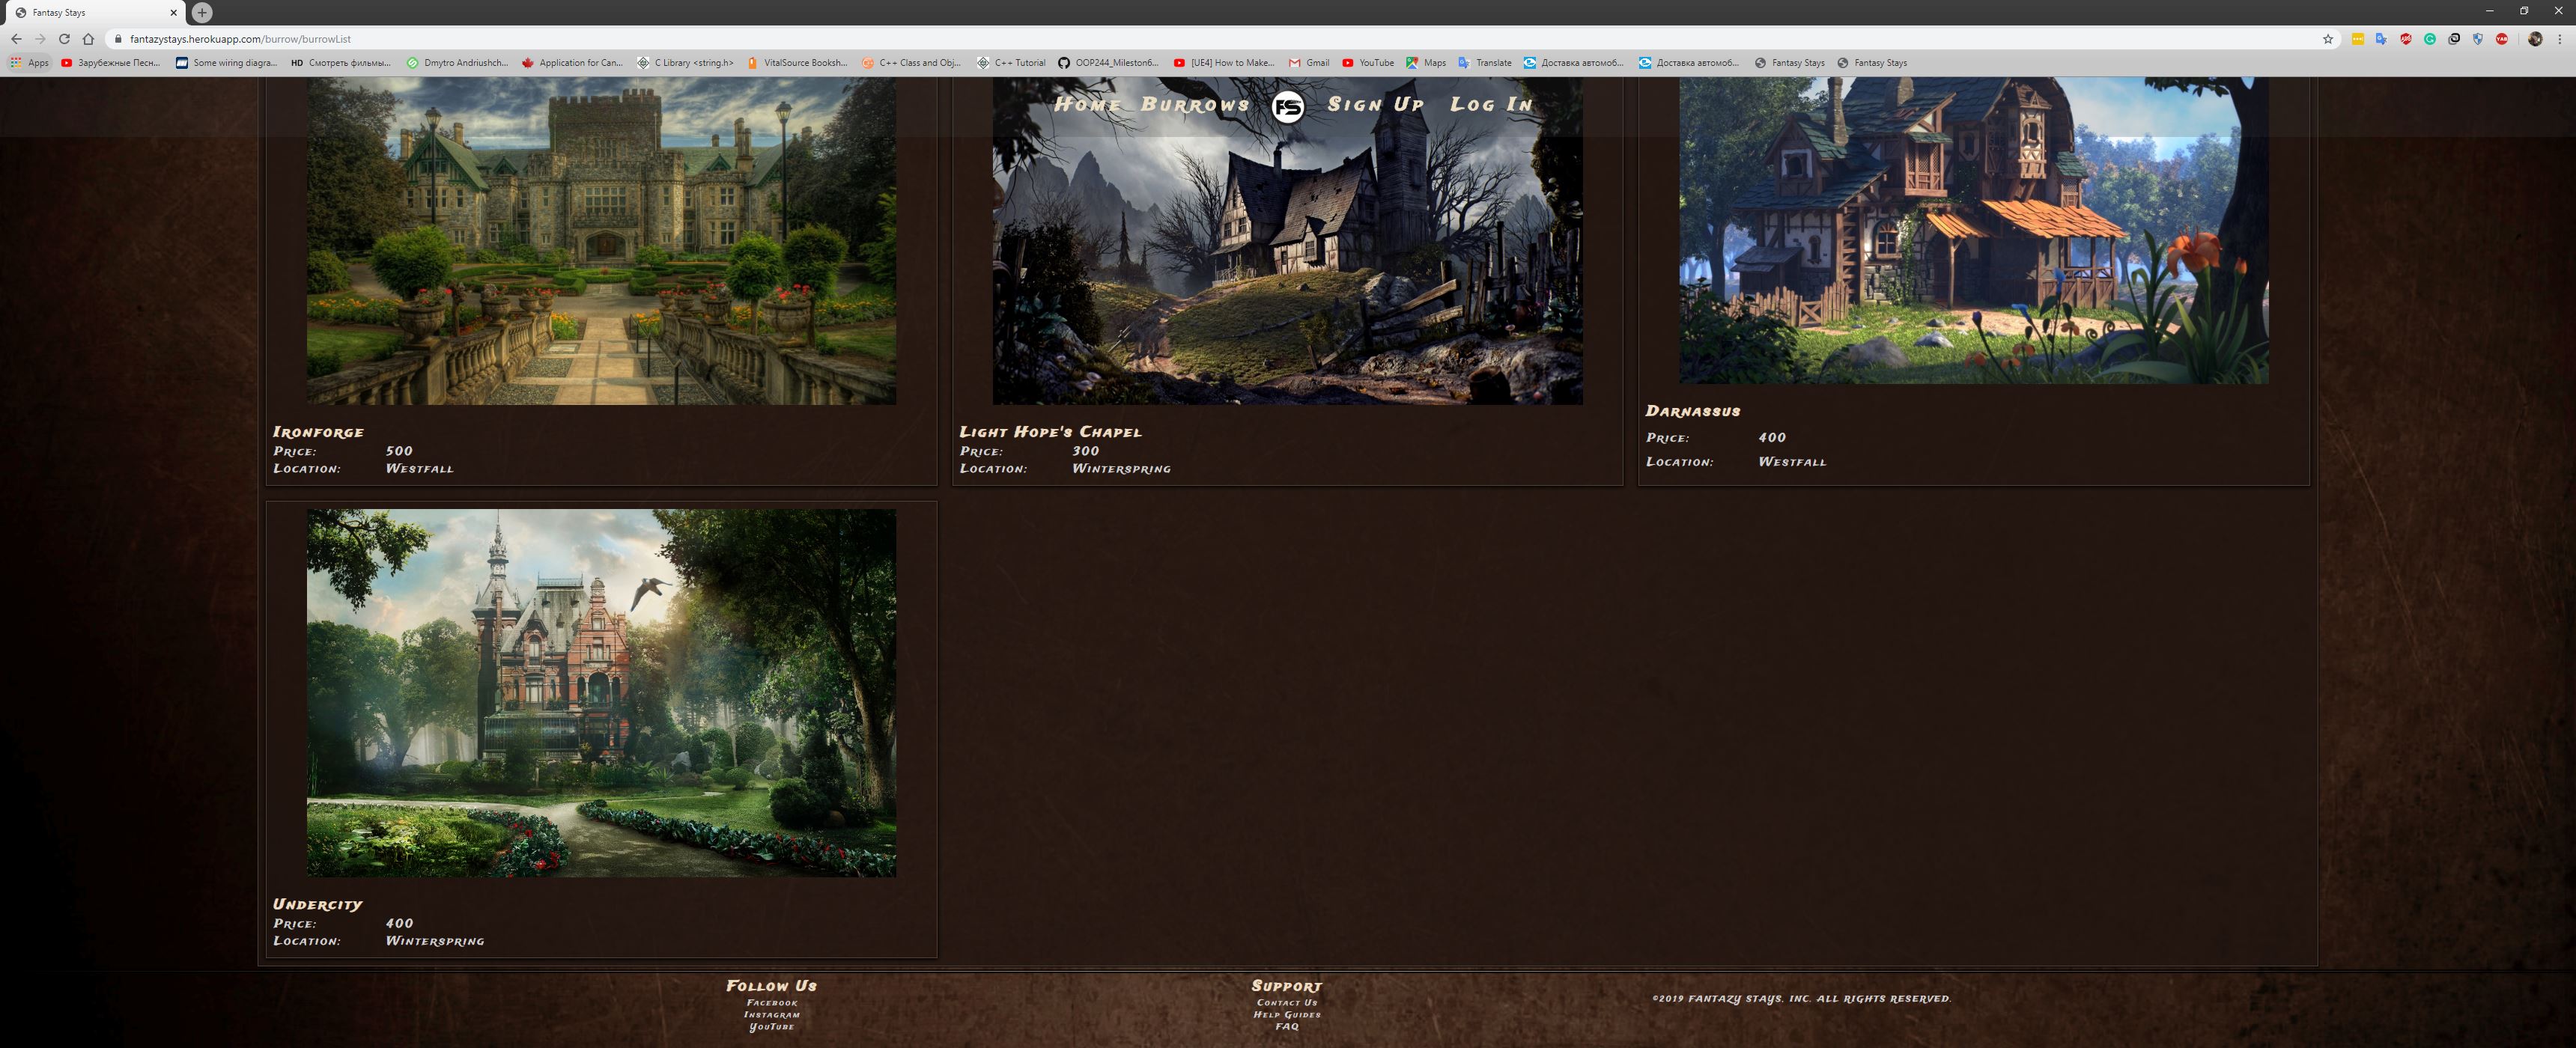 Fantasy Stays
fantazystays.herokuapp.com/burrow/burrowList
Apps Зарубежные Песн... Some wiring diagra... HD Смотреть фильмы... Dmytro Andriushch... Application for Can... C Library <string.h> VitalSource Booksh... C++ Class and Obj... C++ Tutorial OOP244_Mileston6... [UE4] How to Make... Gmail YouTube Maps Translate Доставка автомоб... Доставка автомоб... Fantasy Stays Fantasy Stays
Home Burrows FS Sign Up Log In
Ironforge
Price: 500
Location: Westfall
Light Hope's Chapel
Price: 300
Location: Winterspring
Darnassus
Price: 400
Location: Westfall
Undercity
Price: 400
Location: Winterspring
Follow Us
Facebook
Instagram
YouTube
Support
Contact Us
Help Guides
FAQ
©2019 FANTAZY STAYS, INC. ALL RIGHTS RESERVED.